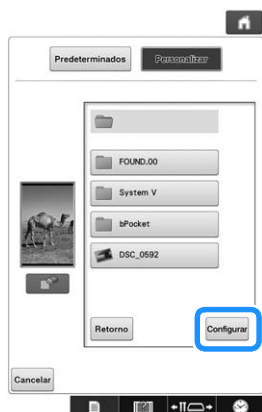 Predeterminados
Personalizar
FOUND.00
System V
bPocket
DSC_0592
Retorno
Configurar
Cancelar